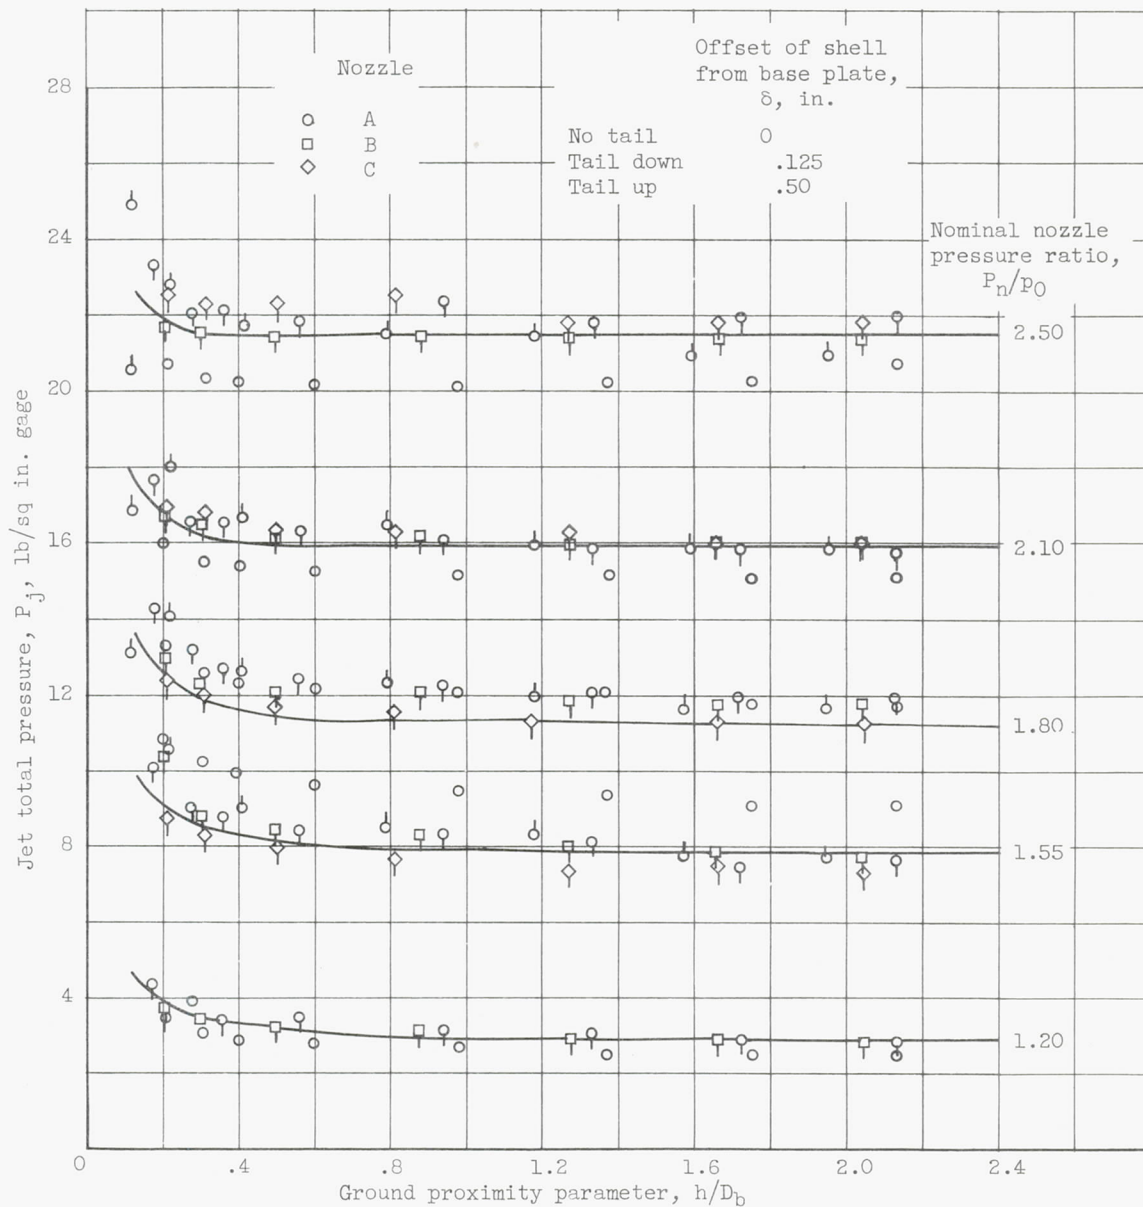 Offset of shell
from base plate,
δ, in.
Nozzle
A
B
C
No tail 0
Tail down .125
Tail up .50
Nominal nozzle
pressure ratio,
Pn/p0
28
24
20
16
12
8
4
2.50
2.10
1.80
1.55
1.20
Jet total pressure, Pj, lb/sq in. gage
0 .4 .8 1.2 1.6 2.0 2.4
Ground proximity parameter, h/Db